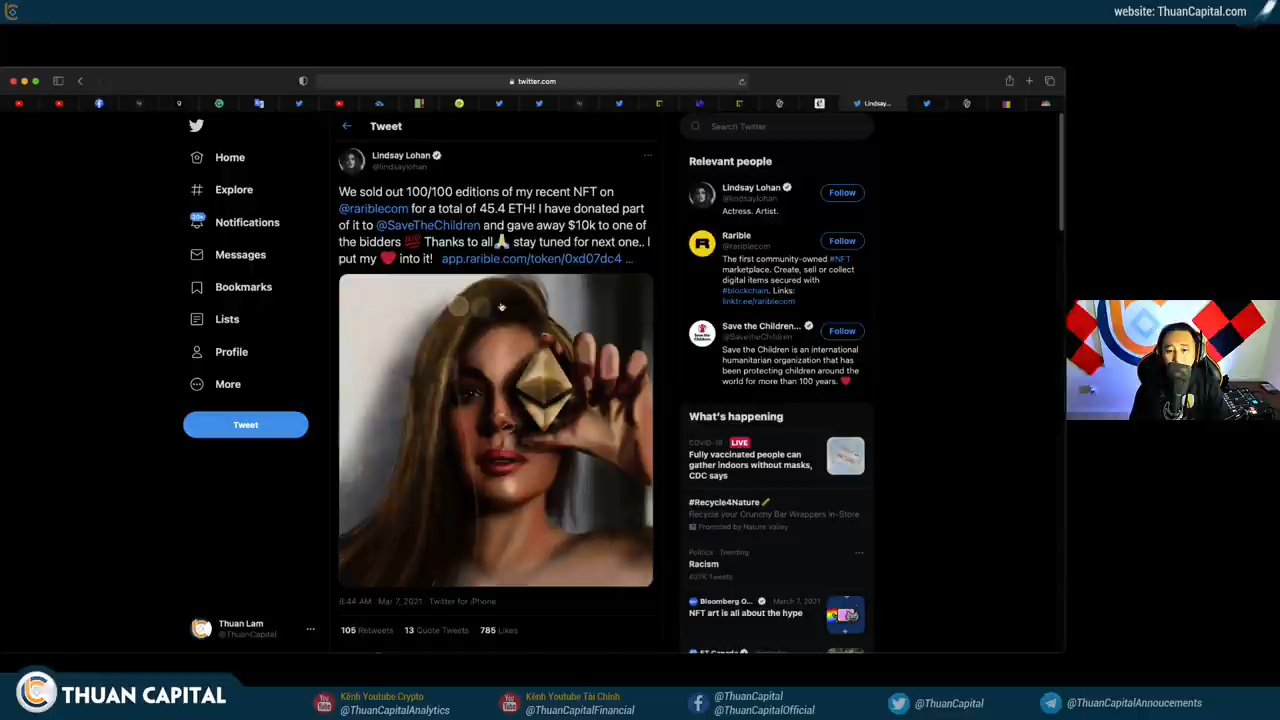 website: ThuanCapital.com
twitter.com
Lindsay...
Tweet
Search Twitter
Home
Explore
20+
Notifications
Messages
Bookmarks
Lists
Profile
More
Tweet
Thuan Lam
@ThuanCapital
Lindsay Lohan
@lindsaylohan
We sold out 100/100 editions of my recent NFT on
@rariblecom for a total of 45.4 ETH! I have donated part
of it to @SaveTheChildren and gave away $10k to one of
the bidders 💯 Thanks to all🙏 stay tuned for next one.. I
put my ❤️ into it! app.rarible.com/token/0xd07dc4 ...
8:44 AM · Mar 7, 2021 · Twitter for iPhone
105 Retweets 13 Quote Tweets 785 Likes
Relevant people
Lindsay Lohan
@lindsaylohan
Follow
Actress. Artist.
Rarible
@rariblecom
Follow
The first community-owned #NFT
marketplace. Create, sell or collect
digital items secured with
#blockchain. Links:
linktr.ee/rariblecom
Save the Children...
@SaveTheChildren
Follow
Save the Children is an international
humanitarian organization that has
been protecting children around the
world for more than 100 years. ❤️
What's happening
COVID-19 LIVE
Fully vaccinated people can
gather indoors without masks,
CDC says
#Recycle4Nature
Recycle your Crunchy Bar Wrappers In-Store
Promoted by Nature Valley
Politics · Trending
Racism
Tweets
Bloomberg Q... March 7, 2021
NFT art is all about the hype
ET Canada
THUAN CAPITAL
Kênh Youtube Crypto
@ThuanCapitalAnalytics
Kênh Youtube Tài Chính
@ThuanCapitalFinancial
@ThuanCapital
@ThuanCapitalOfficial
@ThuanCapital
@ThuanCapitalAnnoucements